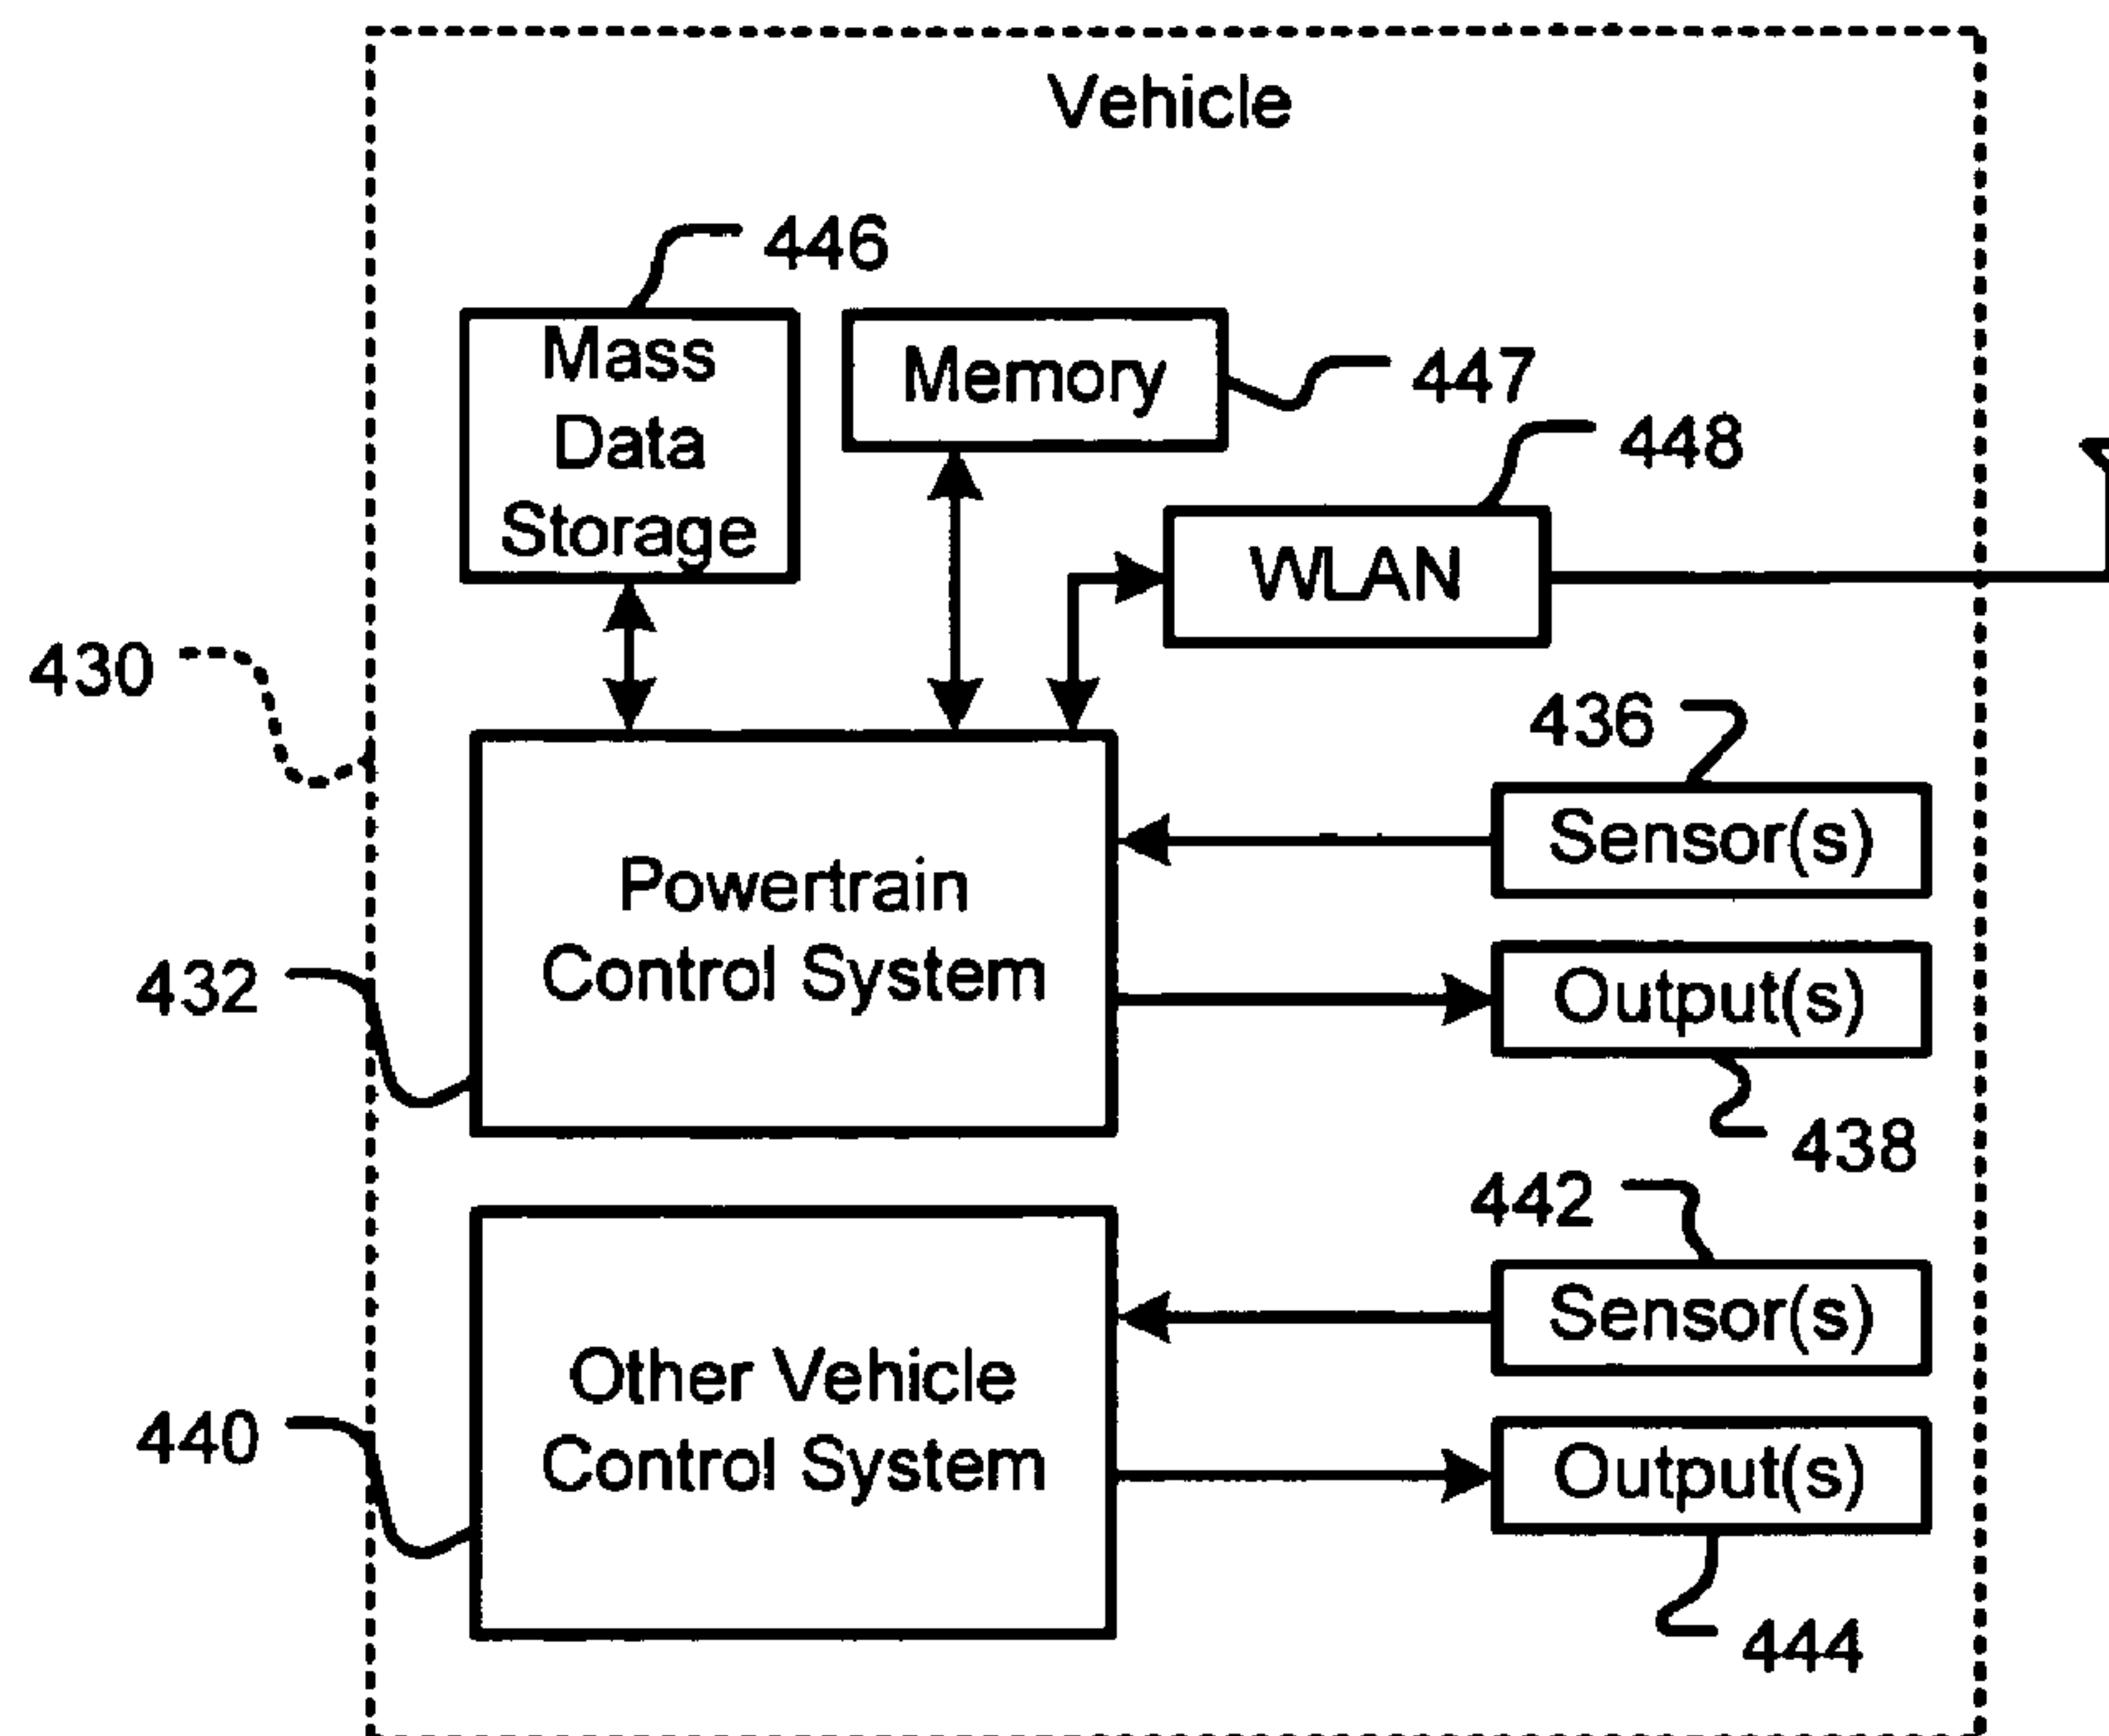 Vehicle
446
Mass
Data
Storage
Memory
447
448
WLAN
430
436
Sensor(s)
Powertrain
Control System
432
Output(s)
438
442
Sensor(s)
Other Vehicle
Control System
440
Output(s)
444